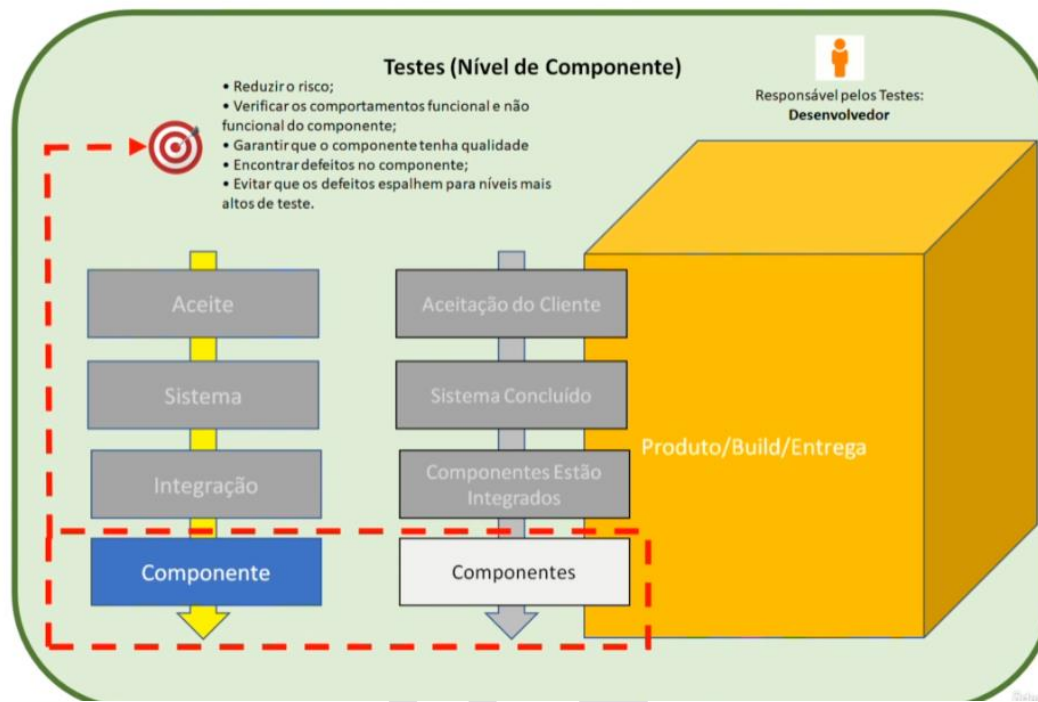 Testes (Nível de Componente)
• Reduzir o risco;
• Verificar os comportamentos funcional e não
funcional do componente;
• Garantir que o componente tenha qualidade
• Encontrar defeitos no componente;
• Evitar que os defeitos espalhem para níveis mais
altos de teste.
Responsável pelos Testes:
Desenvolvedor
Aceite
Aceitação do Cliente
Sistema
Sistema Concluído
Produto/Build/Entrega
Integração
Componentes Estão
Integrados
Componente
Componentes